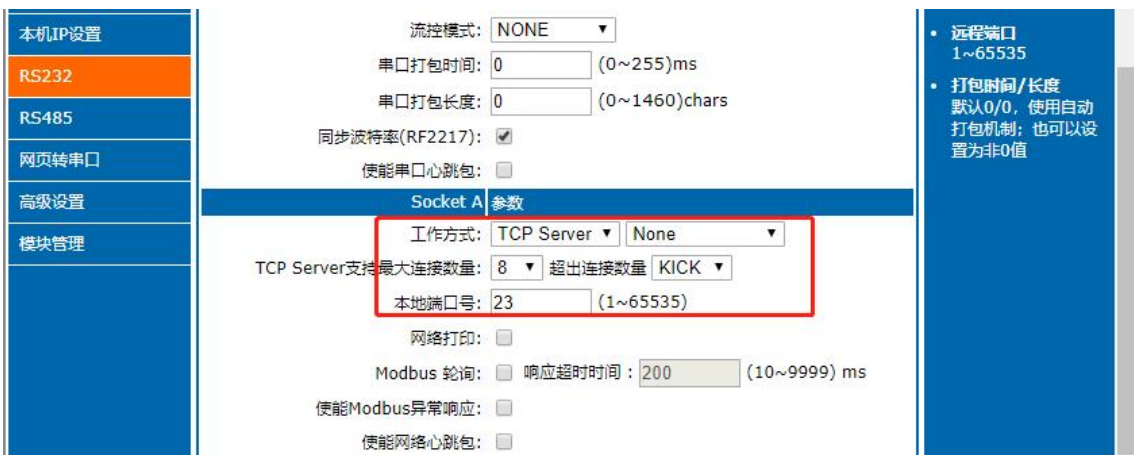 本机IP设置
RS232
RS485
网页转串口
高级设置
模块管理
流控模式: NONE
串口打包时间: 0 (0~255)ms
串口打包长度: 0 (0~1460)chars
同步波特率(RF2217):
使能串口心跳包:
Socket A 参数
工作方式: TCP Server None
TCP Server支持最大连接数量: 8 超出连接数量 KICK
本地端口号: 23 (1~65535)
网络打印:
Modbus 轮询: 响应超时时间 : 200 (10~9999) ms
使能Modbus异常响应:
使能网络心跳包:
• 远程端口
1~65535
• 打包时间/长度
默认0/0，使用自动
打包机制；也可以设
置为非0值